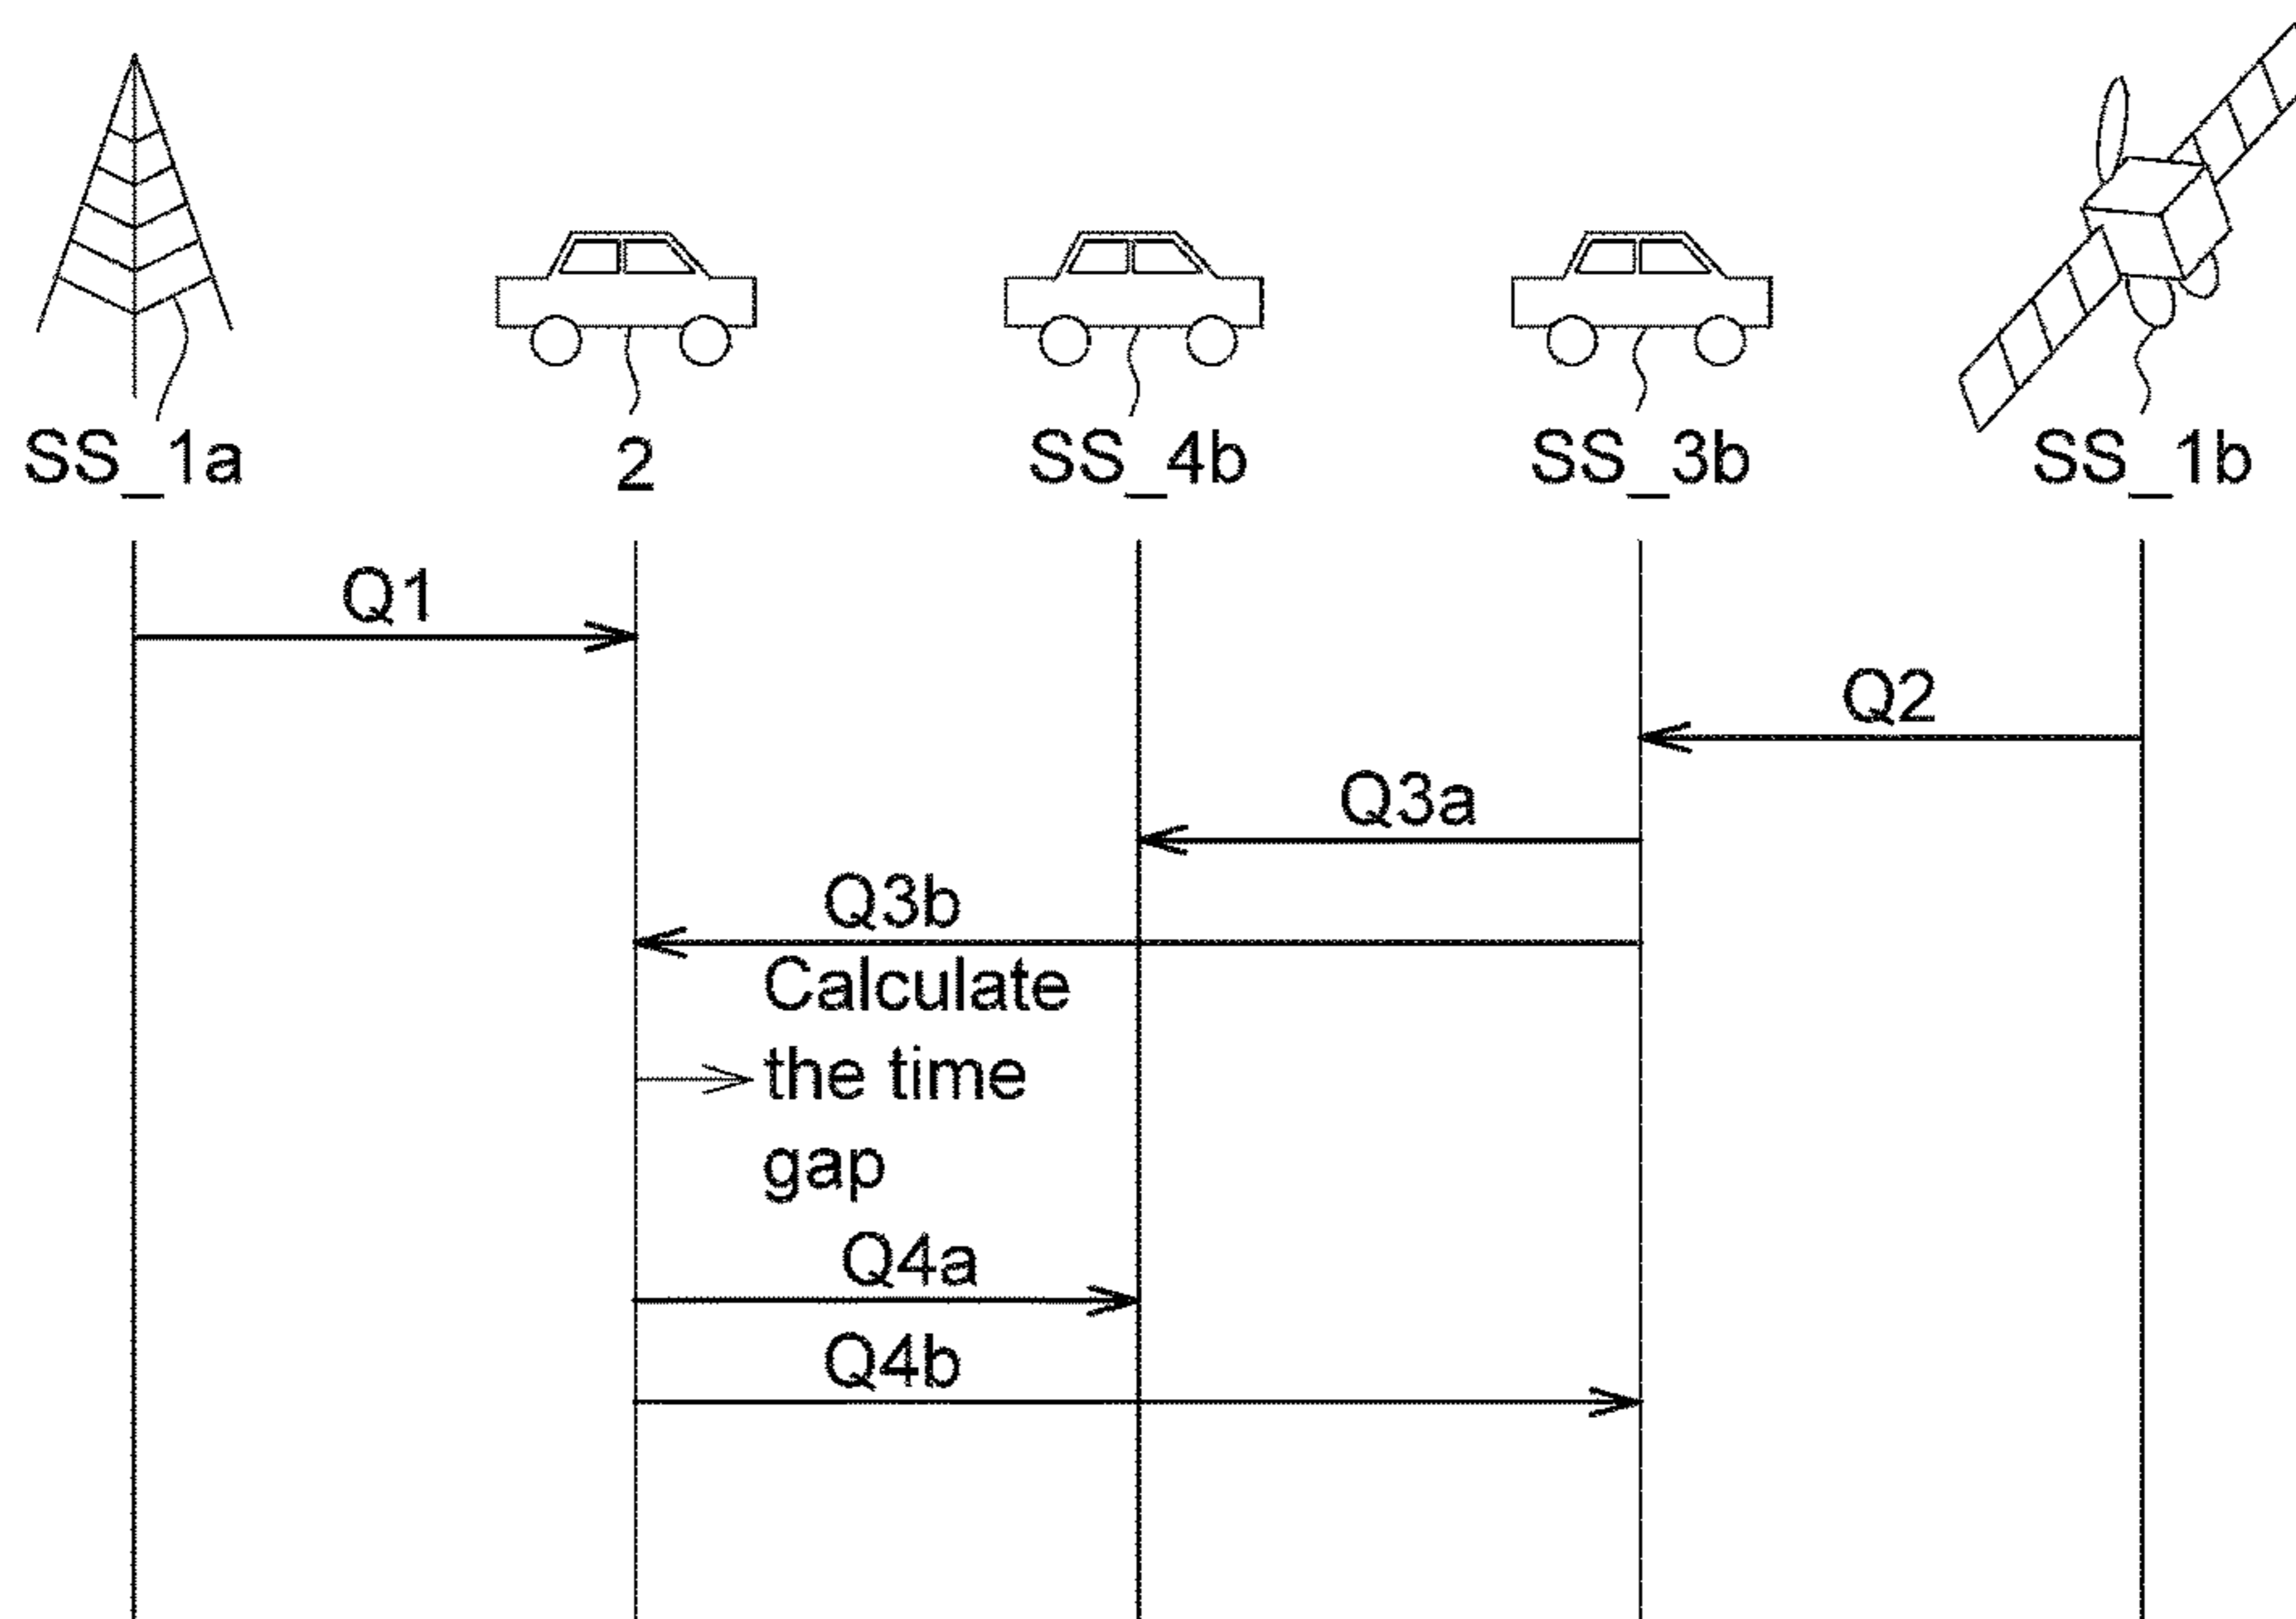 SS_1a
2
SS_4b
SS_3b
SS_1b
Q1
Q2
Q3a
Q3b
Calculate
the time
gap
Q4a
Q4b